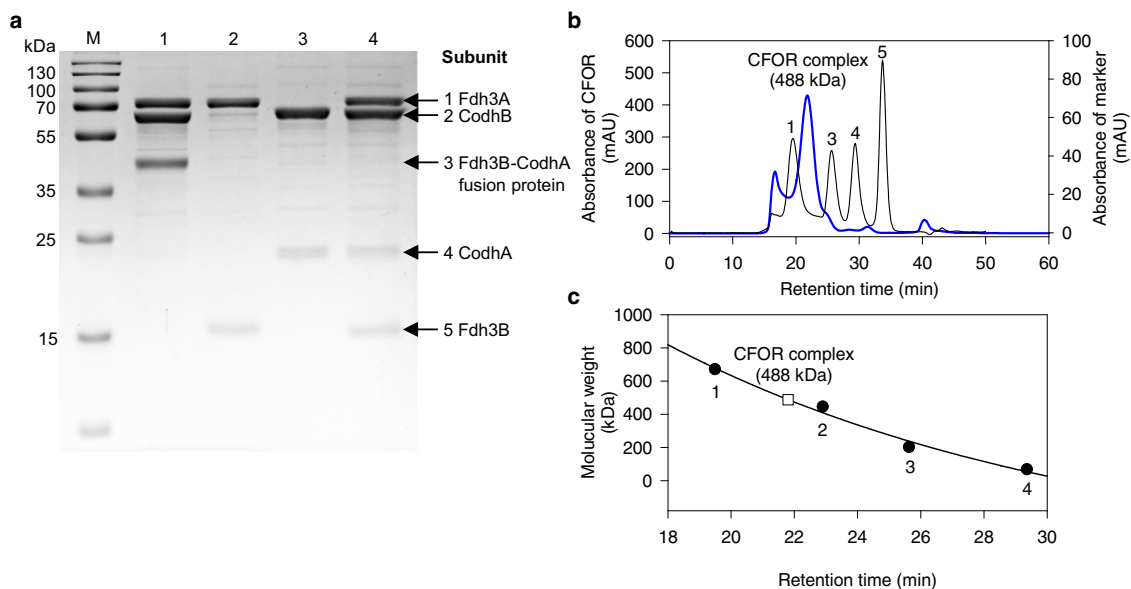 a
kDa
M
1
2
3
4
Subunit
130
100
70
55
35
25
15
1 Fdh3A
2 CodhB
3 Fdh3B-CodhA
fusion protein
4 CodhA
5 Fdh3B
b
600
500
400
300
200
100
0
Absorbance of CFOR
(mAU)
CFOR complex
(488 kDa)
1
3
4
5
100
80
60
40
20
0
Absorbance of marker
(mAU)
0
10
20
30
40
50
60
Retention time (min)
c
1000
800
600
400
200
0
Molucular weight
(kDa)
CFOR complex
(488 kDa)
1
2
3
4
18
20
22
24
26
28
30
Retention time (min)